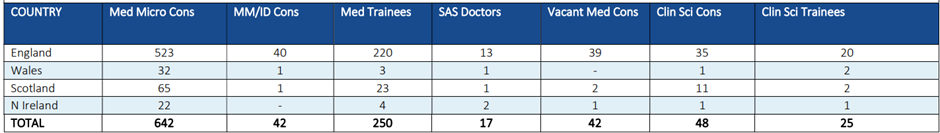 COUNTRY Med Micro Cons MM/ID Cons Med Trainees SAS Doctors Vacant Med Cons Clin Sci Cons Clin Sci Trainees
England 523 40 220 13 39 35 20
Wales 32 1 3 1 - 1 2
Scotland 65 1 23 1 2 11 2
N Ireland 22 - 4 2 1 1 1
TOTAL 642 42 250 17 42 48 25